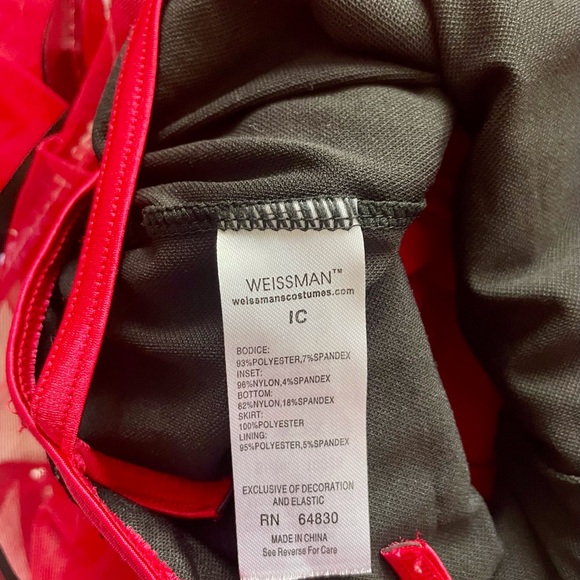 WEISSMAN™
weissmanscostumes.com
IC
BODICE:
93%POLYESTER,7%SPANDEX
INSET:
96%NYLON,4%SPANDEX
BOTTOM:
82%NYLON,18%SPANDEX
SKIRT:
100%POLYESTER
LINING:
95%POLYESTER,5%SPANDEX
EXCLUSIVE OF DECORATION
AND ELASTIC
RN 64830
MADE IN CHINA
See Reverse For Care